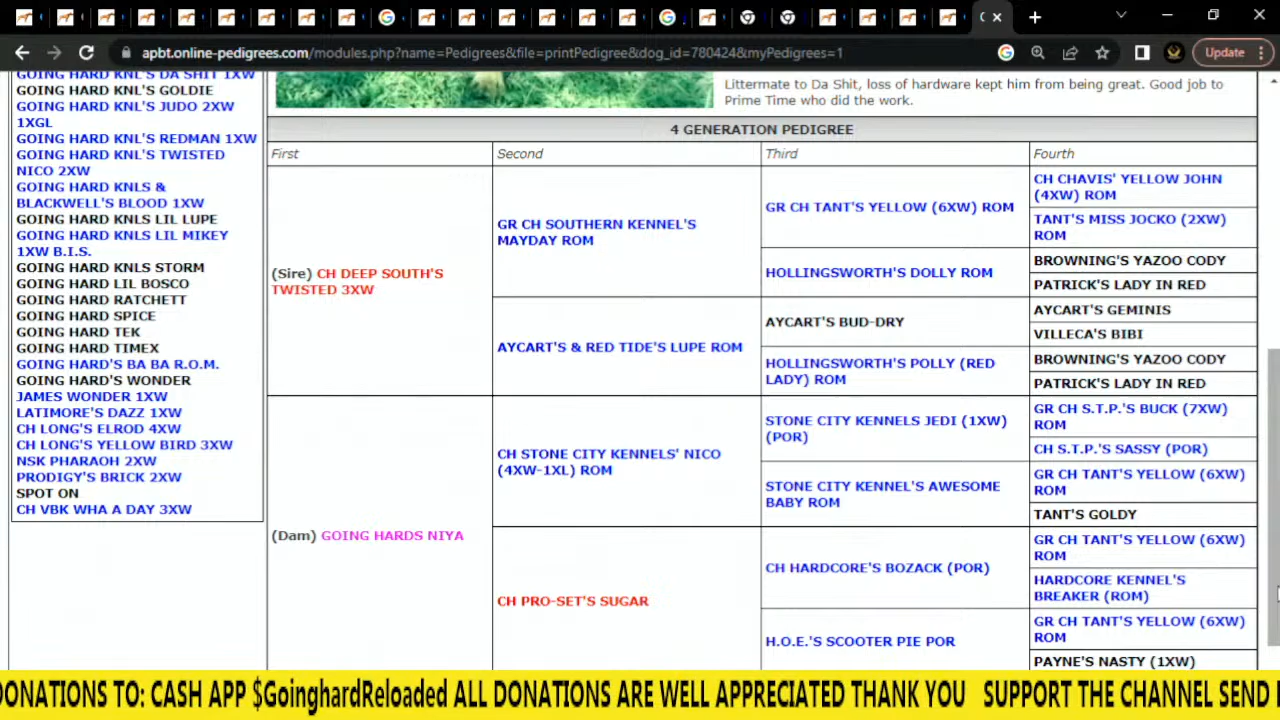 apbt.online-pedigrees.com/modules.php?name=Pedigrees&file=printPedigree&dog_id=780424&myPedigrees=1
Update
GOING HARD KNL'S DA SHIT 1XW
GOING HARD KNL'S GOLDIE
GOING HARD KNL'S JUDO 2XW
1XGL
GOING HARD KNL'S REDMAN 1XW
GOING HARD KNL'S TWISTED
NICO 2XW
GOING HARD KNLS &
BLACKWELL'S BLOOD 1XW
GOING HARD KNLS LIL LUPE
GOING HARD KNLS LIL MIKEY
1XW B.I.S.
GOING HARD KNLS STORM
GOING HARD LIL BOSCO
GOING HARD RATCHETT
GOING HARD SPICE
GOING HARD TEK
GOING HARD TIMEX
GOING HARD'S BA BA R.O.M.
GOING HARD'S WONDER
JAMES WONDER 1XW
LATIMORE'S DAZZ 1XW
CH LONG'S ELROD 4XW
CH LONG'S YELLOW BIRD 3XW
NSK PHARAOH 2XW
PRODIGY'S BRICK 2XW
SPOT ON
CH VBK WHA A DAY 3XW
Littermate to Da Shit, loss of hardware kept him from being great. Good job to
Prime Time who did the work.
4 GENERATION PEDIGREE
First
Second
Third
Fourth
(Sire) CH DEEP SOUTH'S
TWISTED 3XW
GR CH SOUTHERN KENNEL'S
MAYDAY ROM
GR CH TANT'S YELLOW (6XW) ROM
CH CHAVIS' YELLOW JOHN
(4XW) ROM
TANT'S MISS JOCKO (2XW)
ROM
HOLLINGSWORTH'S DOLLY ROM
BROWNING'S YAZOO CODY
PATRICK'S LADY IN RED
AYCART'S & RED TIDE'S LUPE ROM
AYCART'S BUD-DRY
AYCART'S GEMINIS
VILLECA'S BIBI
HOLLINGSWORTH'S POLLY (RED
LADY) ROM
BROWNING'S YAZOO CODY
PATRICK'S LADY IN RED
(Dam) GOING HARDS NIYA
CH STONE CITY KENNELS' NICO
(4XW-1XL) ROM
STONE CITY KENNELS JEDI (1XW)
(POR)
GR CH S.T.P.'S BUCK (7XW)
ROM
CH S.T.P.'S SASSY (POR)
STONE CITY KENNEL'S AWESOME
BABY ROM
GR CH TANT'S YELLOW (6XW)
ROM
TANT'S GOLDY
CH PRO-SET'S SUGAR
CH HARDCORE'S BOZACK (POR)
GR CH TANT'S YELLOW (6XW)
ROM
HARDCORE KENNEL'S
BREAKER (ROM)
H.O.E.'S SCOOTER PIE POR
GR CH TANT'S YELLOW (6XW)
ROM
PAYNE'S NASTY (1XW)
DONATIONS TO: CASH APP $GoinghardReloaded ALL DONATIONS ARE WELL APPRECIATED THANK YOU SUPPORT THE CHANNEL SEND